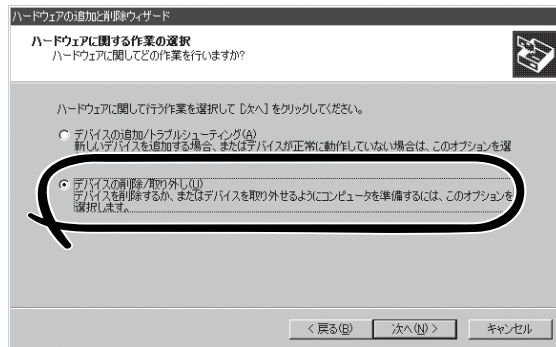 ハードウェアの追加と削除ウィザード
ハードウェアに関する作業の選択
ハードウェアに関してどの作業を行いますか?
ハードウェアに関して行う作業を選択して [次へ] をクリックしてください。
デバイスの追加/トラブルシューティング(A)
新しいデバイスを追加する場合、またはデバイスが正常に動作していない場合は、このオプションを選
デバイスの削除/取り外し(U)
デバイスを削除するか、またはデバイスを取り外せるようにコンピュータを準備するには、このオプションを
選択します。
< 戻る(B) 次へ(N) > キャンセル